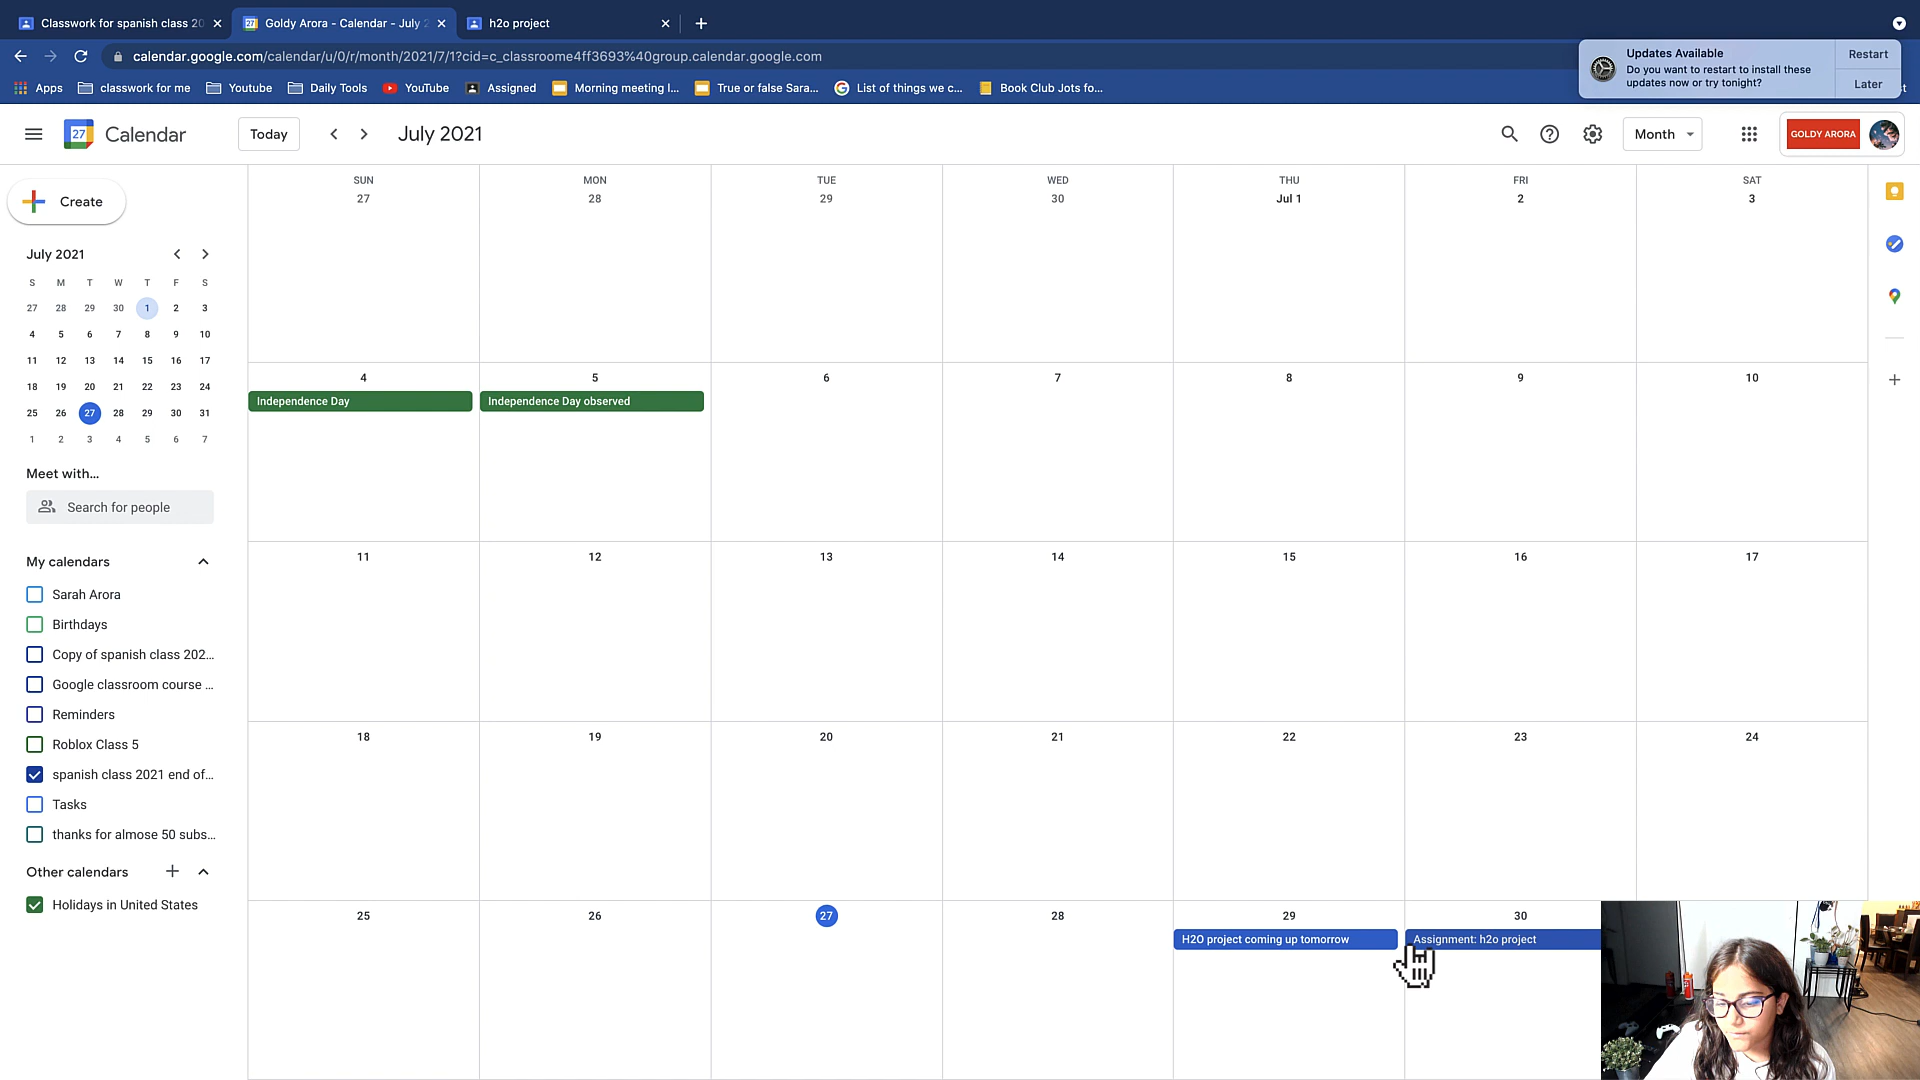 Classwork for spanish class 20
Goldy Arora - Calendar - July 2
h2o project
calendar.google.com/calendar/u/0/r/month/2021/7/1?cid=c_classroome4ff3693%40group.calendar.google.com
Updates Available
Do you want to restart to install these
updates now or try tonight?
Restart
Later
Apps
classwork for me
Youtube
Daily Tools
YouTube
Assigned
Morning meeting l...
True or false Sara...
List of things we c...
Book Club Jots fo...
27
Calendar
Today
July 2021
Month
GOLDY ARORA
Create
July 2021
S M T W T F S
27 28 29 30 1 2 3
4 5 6 7 8 9 10
11 12 13 14 15 16 17
18 19 20 21 22 23 24
25 26 27 28 29 30 31
1 2 3 4 5 6 7
Meet with...
Search for people
My calendars
Sarah Arora
Birthdays
Copy of spanish class 202...
Google classroom course ...
Reminders
Roblox Class 5
spanish class 2021 end of...
Tasks
thanks for almose 50 subs...
Other calendars
Holidays in United States
SUN MON TUE WED THU FRI SAT
27 28 29 30 Jul 1 2 3
4 5 6 7 8 9 10
Independence Day
Independence Day observed
11 12 13 14 15 16 17
18 19 20 21 22 23 24
25 26 27 28 29 30
H2O project coming up tomorrow
Assignment: h2o project